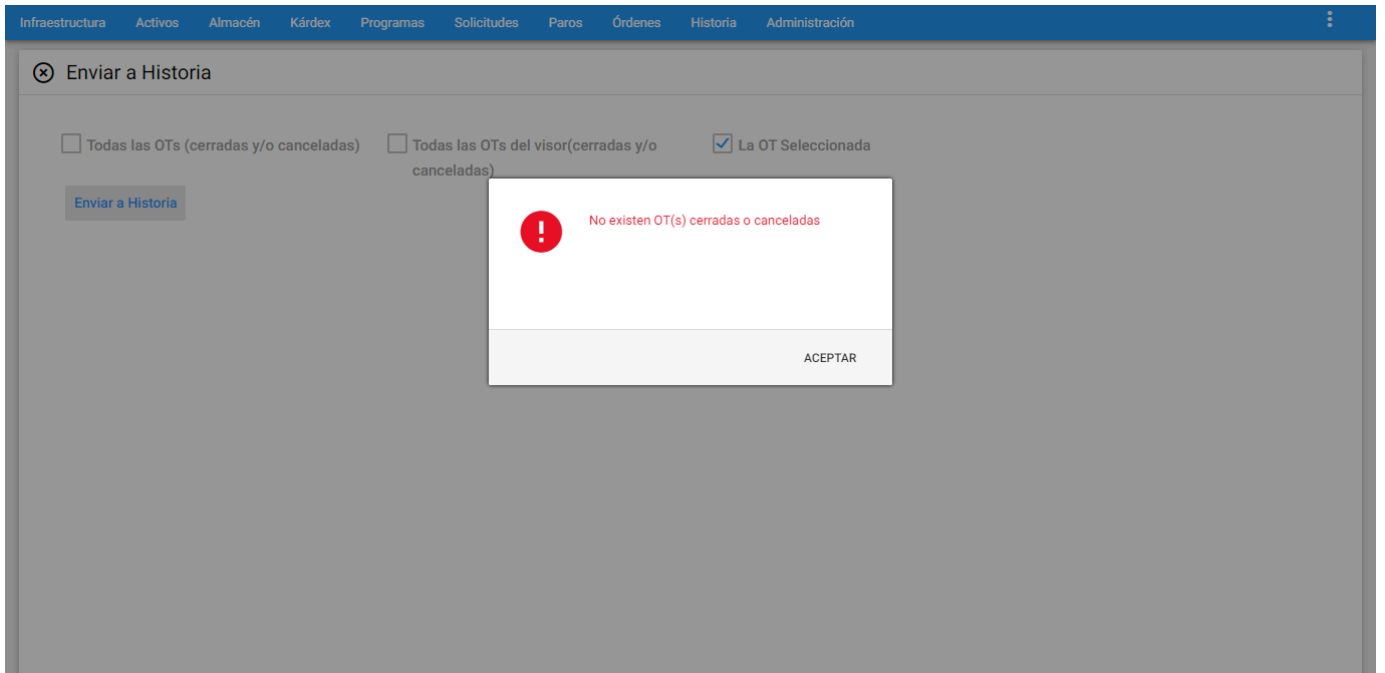 Infraestructura Activos Almacén Kárdex Programas Solicitudes Paros Órdenes Historia Administración
Enviar a Historia
Todas las OTs (cerradas y/o canceladas)
Todas las OTs del visor(cerradas y/o
canceladas)
La OT Seleccionada
Enviar a Historia
No existen OT(s) cerradas o canceladas
ACEPTAR